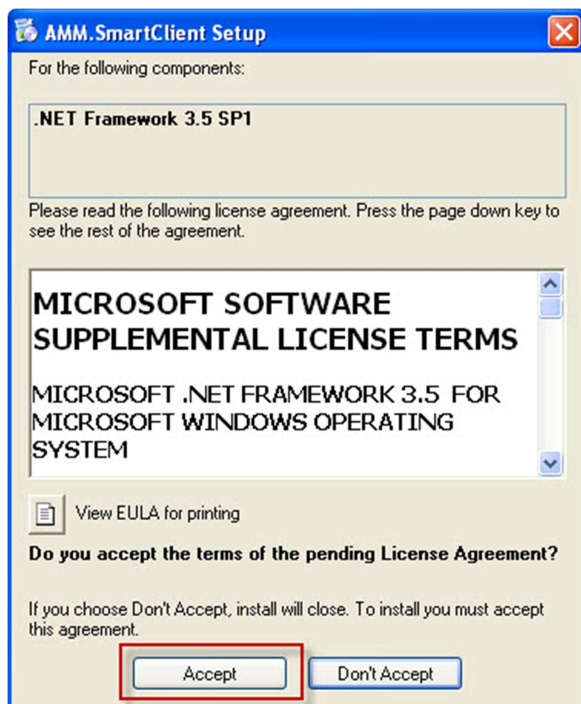 AMM.SmartClient Setup
For the following components:
.NET Framework 3.5 SP1
Please read the following license agreement. Press the page down key to
see the rest of the agreement.
MICROSOFT SOFTWARE
SUPPLEMENTAL LICENSE TERMS
MICROSOFT .NET FRAMEWORK 3.5 FOR
MICROSOFT WINDOWS OPERATING
SYSTEM
View EULA for printing
Do you accept the terms of the pending License Agreement?
If you choose Don't Accept, install will close. To install you must accept
this agreement.
Accept Don't Accept